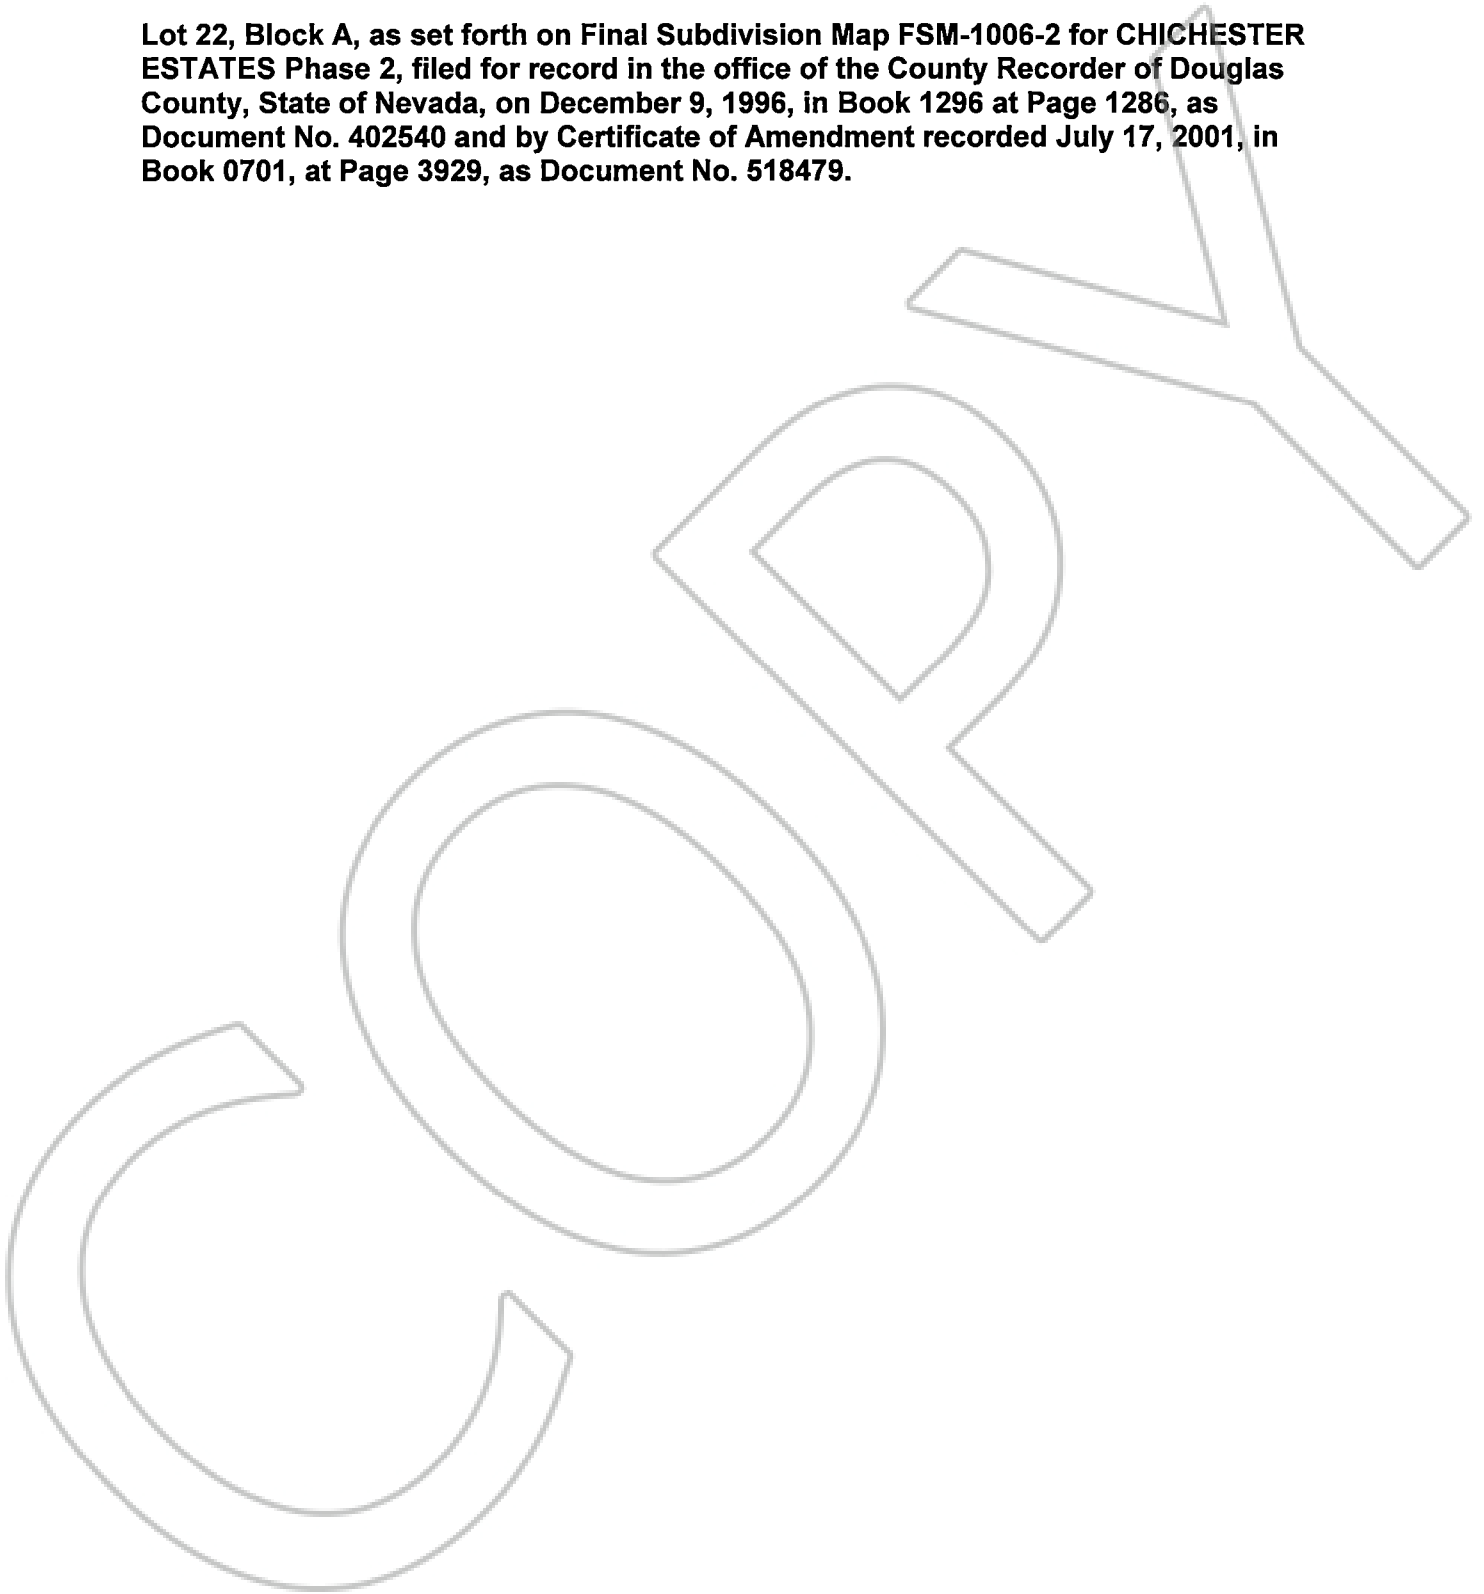 Lot 22, Block A, as set forth on Final Subdivision Map FSM-1006-2 for CHICHESTER
ESTATES Phase 2, filed for record in the office of the County Recorder of Douglas
County, State of Nevada, on December 9, 1996, in Book 1296 at Page 1286, as
Document No. 402540 and by Certificate of Amendment recorded July 17, 2001, in
Book 0701, at Page 3929, as Document No. 518479.
COPY